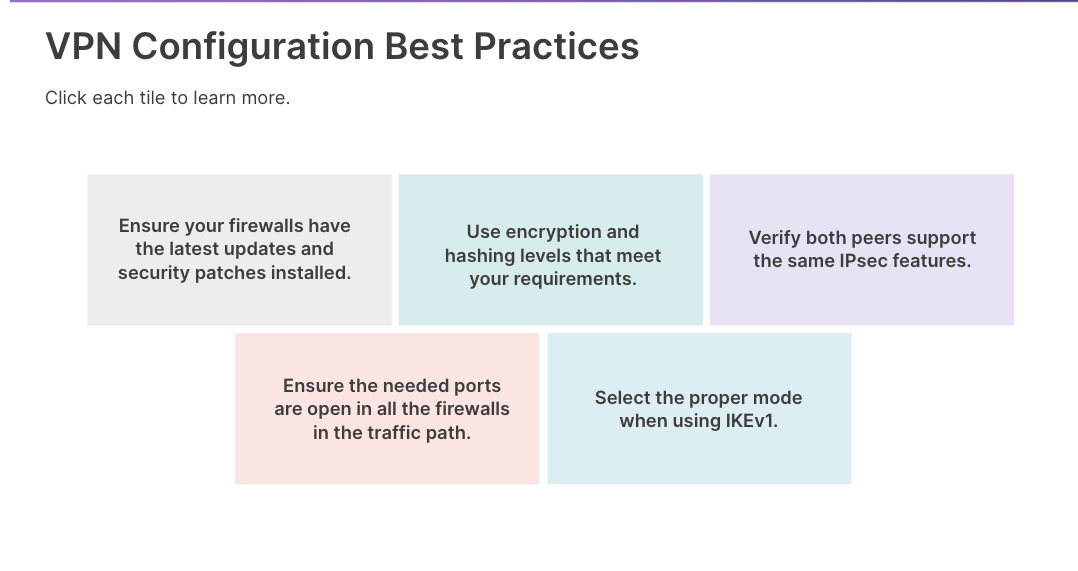 VPN Configuration Best Practices
Click each tile to learn more.
Ensure your firewalls have
the latest updates and
security patches installed.
Use encryption and
hashing levels that meet
your requirements.
Verify both peers support
the same IPsec features.
Ensure the needed ports
are open in all the firewalls
in the traffic path.
Select the proper mode
when using IKEv1.